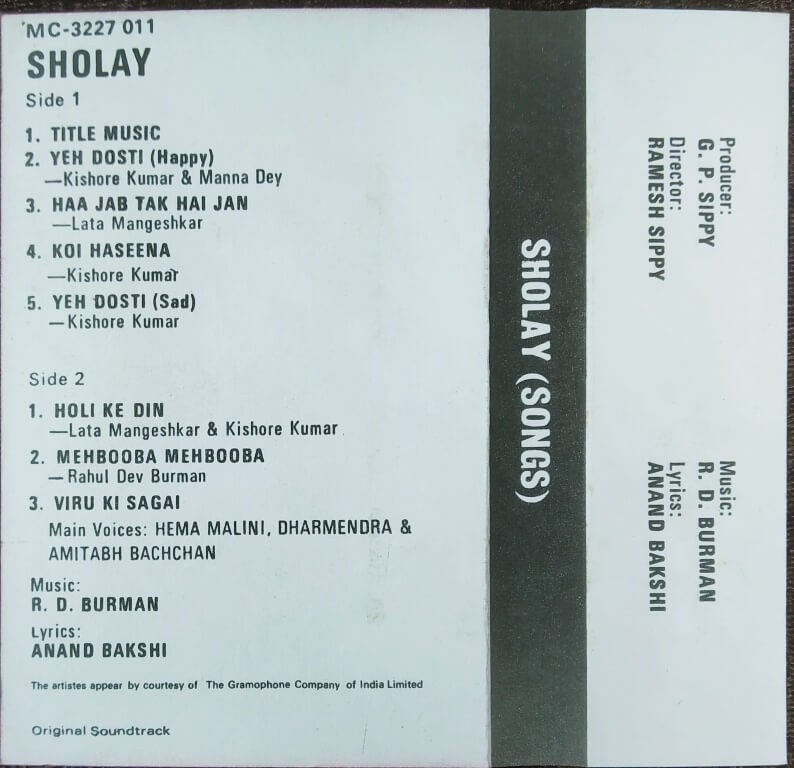 MC-3227 011
SHOLAY
Side 1
1. TITLE MUSIC
2. YEH DOSTI (Happy)
—Kishore Kumar & Manna Dey
3. HAA JAB TAK HAI JAN
—Lata Mangeshkar
4. KOI HASEENA
—Kishore Kumar
5. YEH DOSTI (Sad)
—Kishore Kumar
Side 2
1. HOLI KE DIN
—Lata Mangeshkar & Kishore Kumar
2. MEHBOOBA MEHBOOBA
—Rahul Dev Burman
3. VIRU KI SAGAI
Main Voices: HEMA MALINI, DHARMENDRA &
AMITABH BACHCHAN
Music:
R. D. BURMAN
Lyrics:
ANAND BAKSHI
The artistes appear by courtesy of The Gramophone Company of India Limited
Original Soundtrack
SHOLAY (SONGS)
Producer:
G. P. SIPPY
Director:
RAMESH SIPPY
Music:
R. D. BURMAN
Lyrics:
ANAND BAKSHI